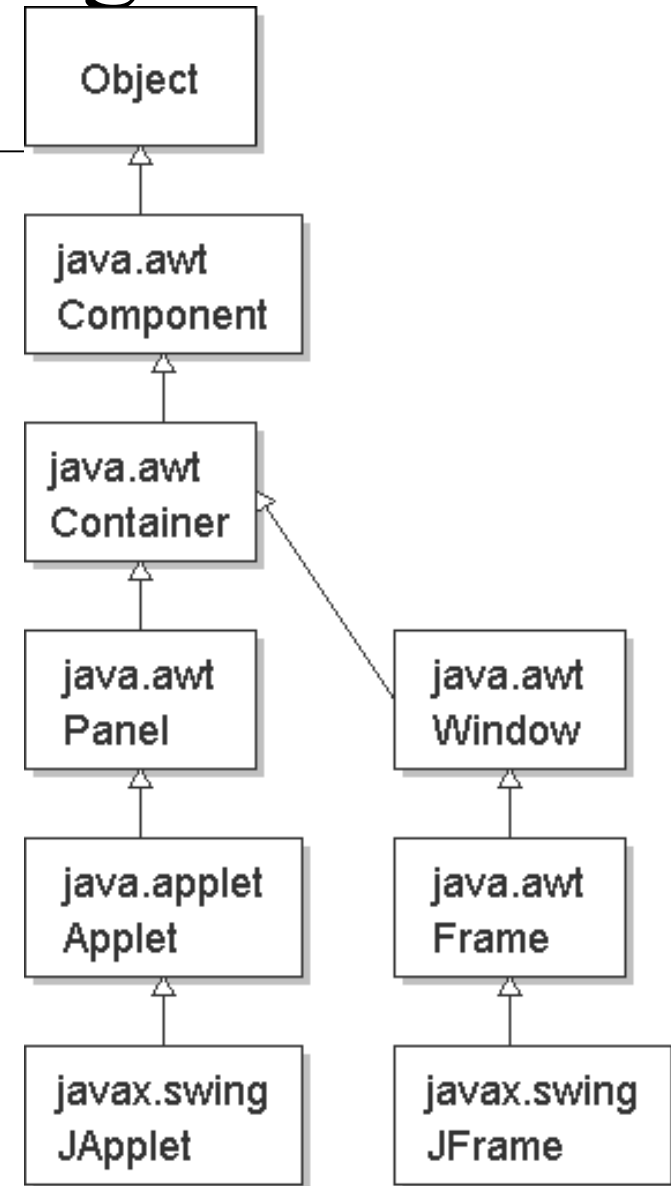 Object
java.awt
Component
java.awt
Container
java.awt
Panel
java.awt
Window
java.applet
Applet
java.awt
Frame
javax.swing
JApplet
javax.swing
JFrame